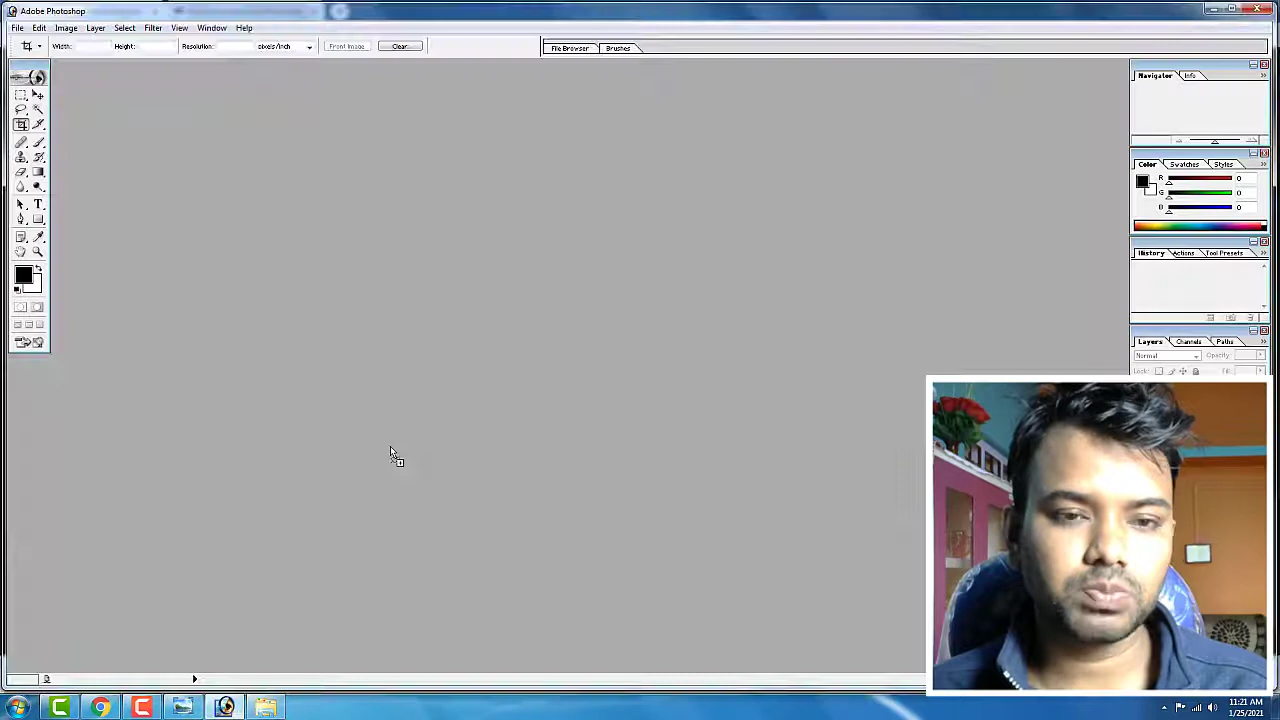 Adobe Photoshop
File Edit Image Layer Select Filter View Window Help
Width: Height: Resolution: pixels/inch Front Image Clear
File Browser Brushes
Navigator Info
Color Swatches Styles
R 0
G 0
B 0
History Actions Tool Presets
Layers Channels Paths
Normal Opacity:
Lock: Fill:
11:21 AM
1/25/2021